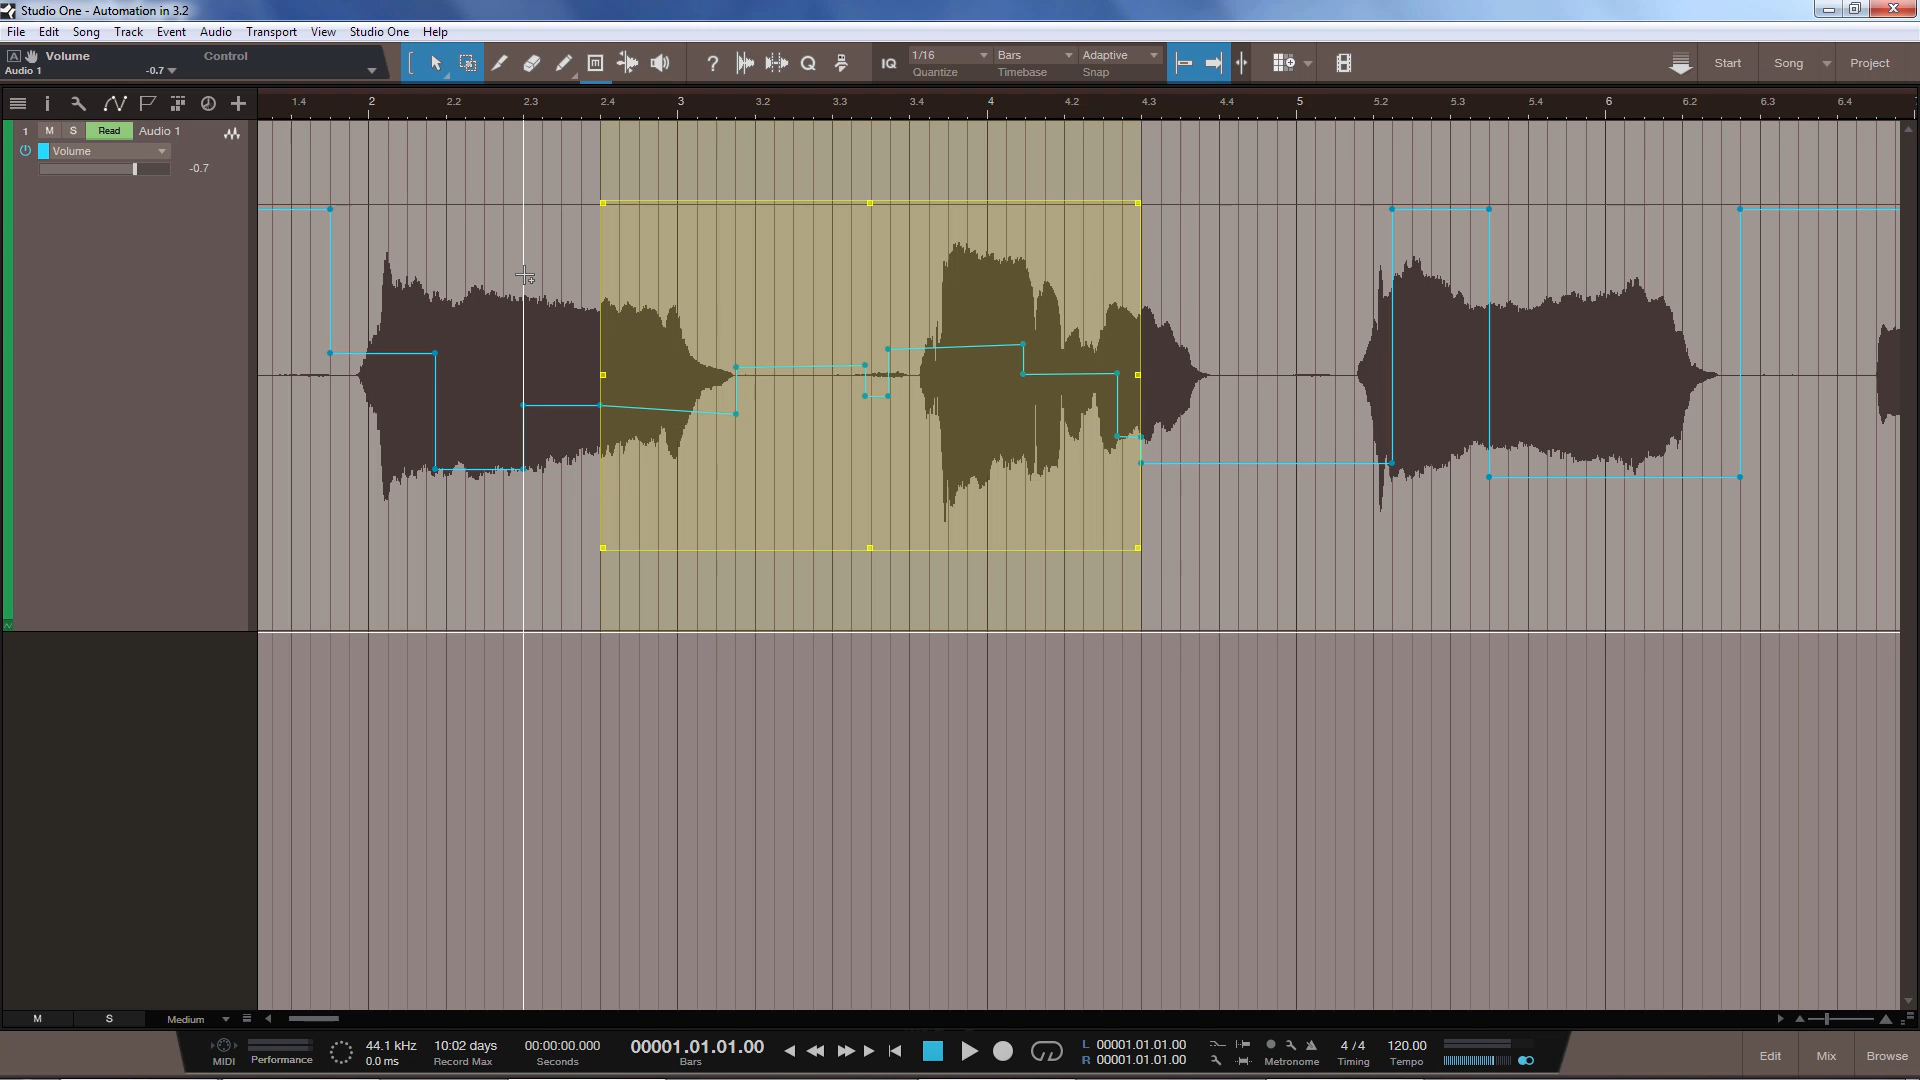 Studio One - Automation in 3.2
File Edit Song Track Event Audio Transport View Studio One Help
A Volume Control
Audio 1 -0.7
? Q IQ 1/16 Bars Adaptive
Quantize Timebase Snap
Start Song Project
1.4 2 2.2 2.3 2.4 3 3.2 3.3 3.4 4 4.2 4.3 4.4 5 5.2 5.3 5.4 6 6.2 6.3 6.4
1 M S Read Audio 1
Volume
-0.7
M S Medium
MIDI Performance
44.1 kHz 10:02 days 00:00:00.000 00001.01.01.00
0.0 ms Record Max Seconds Bars
L 00001.01.01.00
R 00001.01.01.00
Metronome
4 / 4 120.00
Timing Tempo
Edit Mix Browse